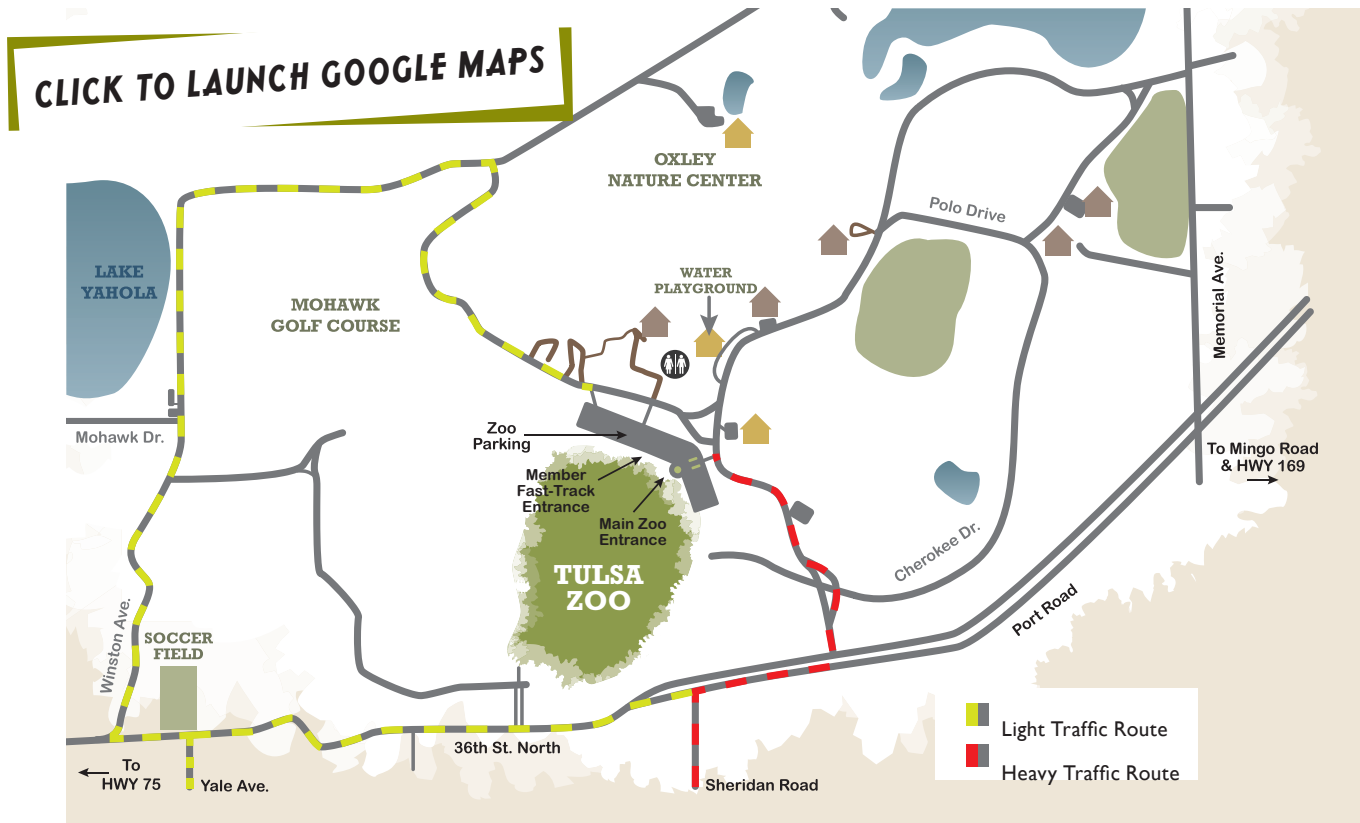 CLICK TO LAUNCH GOOGLE MAPS
OXLEY
NATURE CENTER
Polo Drive
LAKE
YAHOLA
MOHAWK
GOLF COURSE
WATER
PLAYGROUND
Memorial Ave.
Mohawk Dr.
Zoo
Parking
Member
Fast-Track
Entrance
Main Zoo
Entrance
To Mingo Road
& HWY 169
TULSA
ZOO
Cherokee Dr.
Port Road
Winston Ave.
SOCCER
FIELD
36th St. North
To
HWY 75
Yale Ave.
Sheridan Road
Light Traffic Route
Heavy Traffic Route